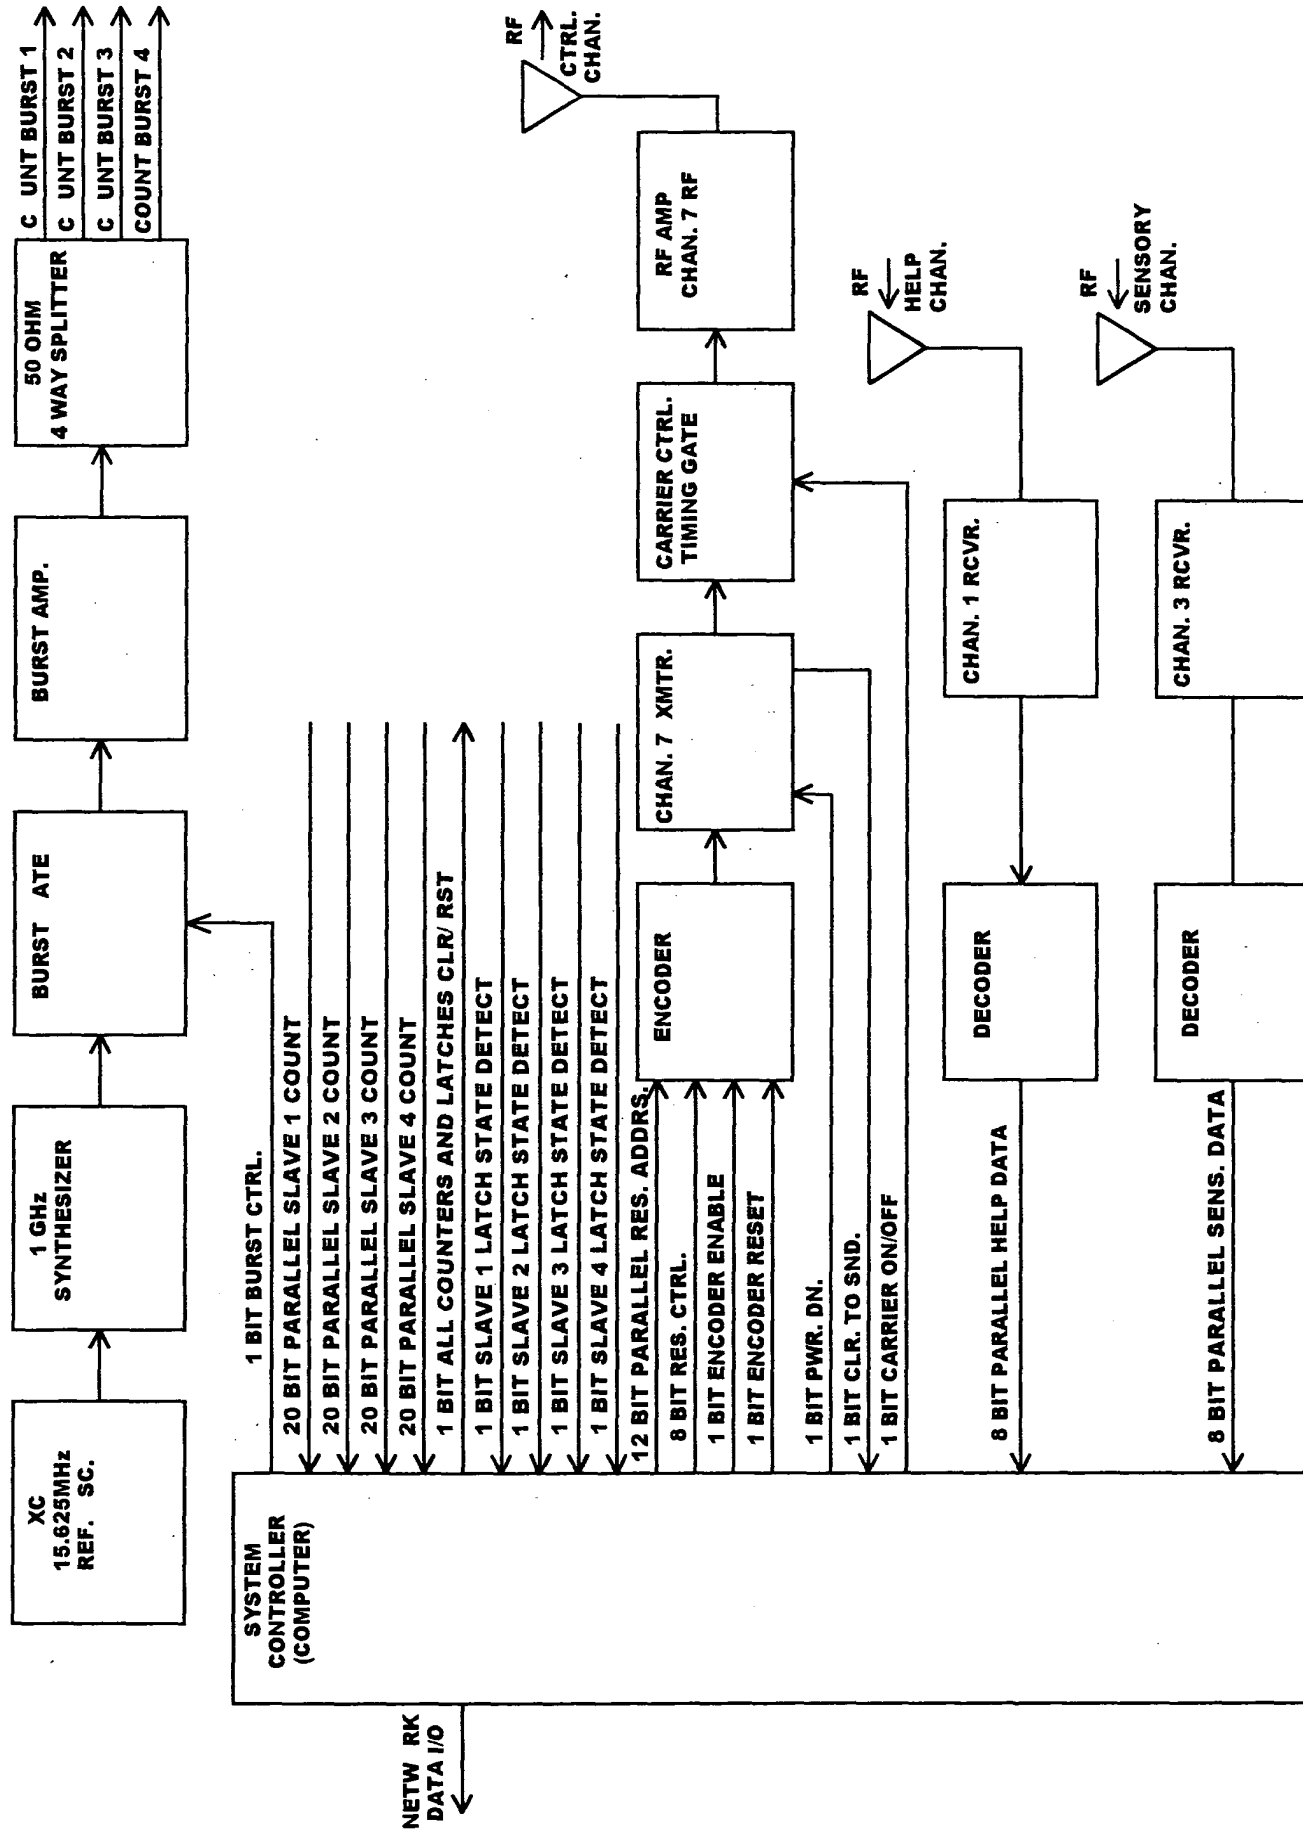 XC
15.625MHz
REF. SC.
1 GHz
SYNTHESIZER
BURST ATE
BURST AMP.
50 OHM
4 WAY SPLITTER
C UNT BURST 1
C UNT BURST 2
C UNT BURST 3
COUNT BURST 4
SYSTEM
CONTROLLER
(COMPUTER)
NETW RK
DATA I/O
1 BIT BURST CTRL.
20 BIT PARALLEL SLAVE 1 COUNT
20 BIT PARALLEL SLAVE 2 COUNT
20 BIT PARALLEL SLAVE 3 COUNT
20 BIT PARALLEL SLAVE 4 COUNT
1 BIT ALL COUNTERS AND LATCHES CLR/ RST
1 BIT SLAVE 1 LATCH STATE DETECT
1 BIT SLAVE 2 LATCH STATE DETECT
1 BIT SLAVE 3 LATCH STATE DETECT
1 BIT SLAVE 4 LATCH STATE DETECT
12 BIT PARALLEL RES. ADDRS.
8 BIT RES. CTRL.
1 BIT ENCODER ENABLE
1 BIT ENCODER RESET
1 BIT PWR. DN.
1 BIT CLR. TO SND.
1 BIT CARRIER ON/OFF
ENCODER
CHAN. 7 XMTR.
CARRIER CTRL.
TIMING GATE
RF AMP
CHAN. 7 RF
RF
CTRL.
CHAN.
8 BIT PARALLEL HELP DATA
DECODER
CHAN. 1 RCVR.
RF
HELP
CHAN.
8 BIT PARALLEL SENS. DATA
DECODER
CHAN. 3 RCVR.
RF
SENSORY
CHAN.